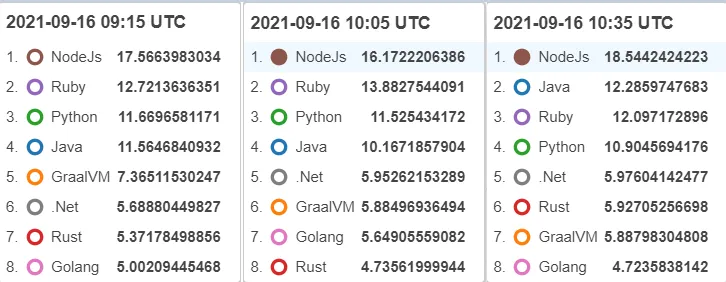 2021-09-16 09:15 UTC
1. NodeJs 17.5663983034
2. Ruby 12.7213636351
3. Python 11.6696581171
4. Java 11.5646840932
5. GraalVM 7.36511530247
6. .Net 5.68880449827
7. Rust 5.37178498856
8. Golang 5.00209445468
2021-09-16 10:05 UTC
1. NodeJs 16.1722206386
2. Ruby 13.8827544091
3. Python 11.525434172
4. Java 10.1671857904
5. .Net 5.95262153289
6. GraalVM 5.88496936494
7. Golang 5.64905559082
8. Rust 4.73561999944
2021-09-16 10:35 UTC
1. NodeJs 18.5442424223
2. Java 12.2859747683
3. Ruby 12.097172896
4. Python 10.9045694176
5. .Net 5.97604142477
6. Rust 5.92705256698
7. GraalVM 5.88798304808
8. Golang 4.7235838142